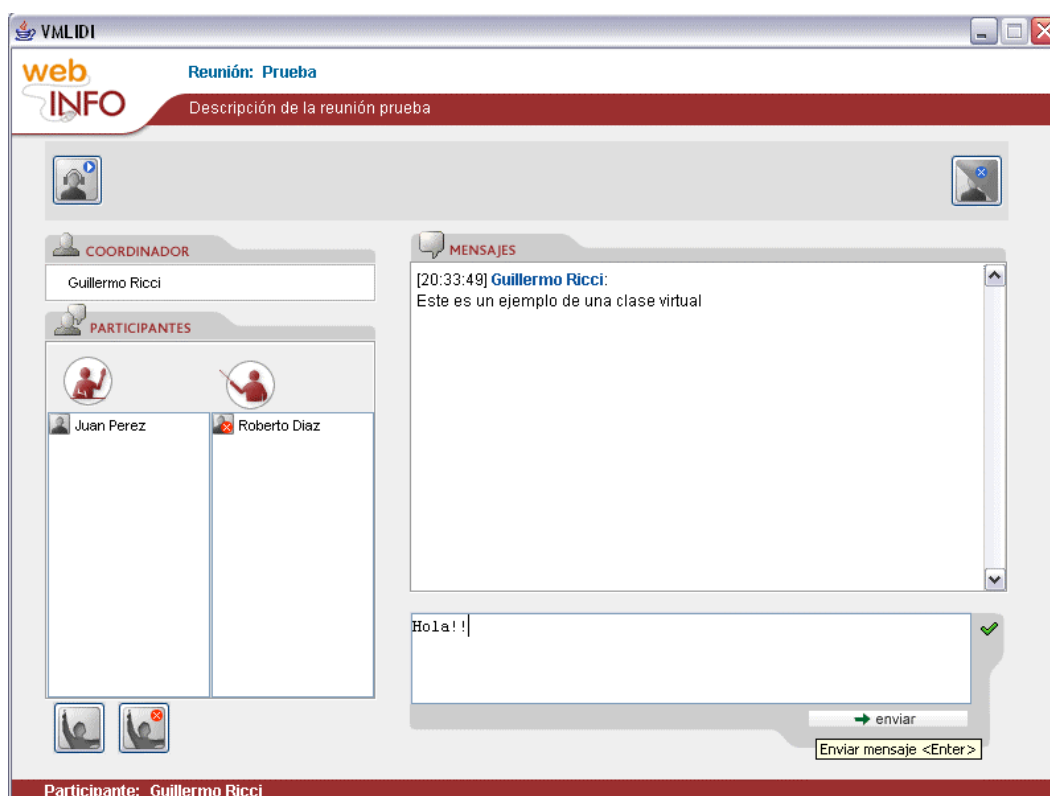 VMLIDI
web
INFO
Reunión: Prueba
Descripción de la reunión prueba
COORDINADOR
Guillermo Ricci
PARTICIPANTES
Juan Perez
Roberto Diaz
MENSAJES
[20:33:49] Guillermo Ricci:
Este es un ejemplo de una clase virtual
Hola!!
enviar
Enviar mensaje <Enter>
Participante: Guillermo Ricci